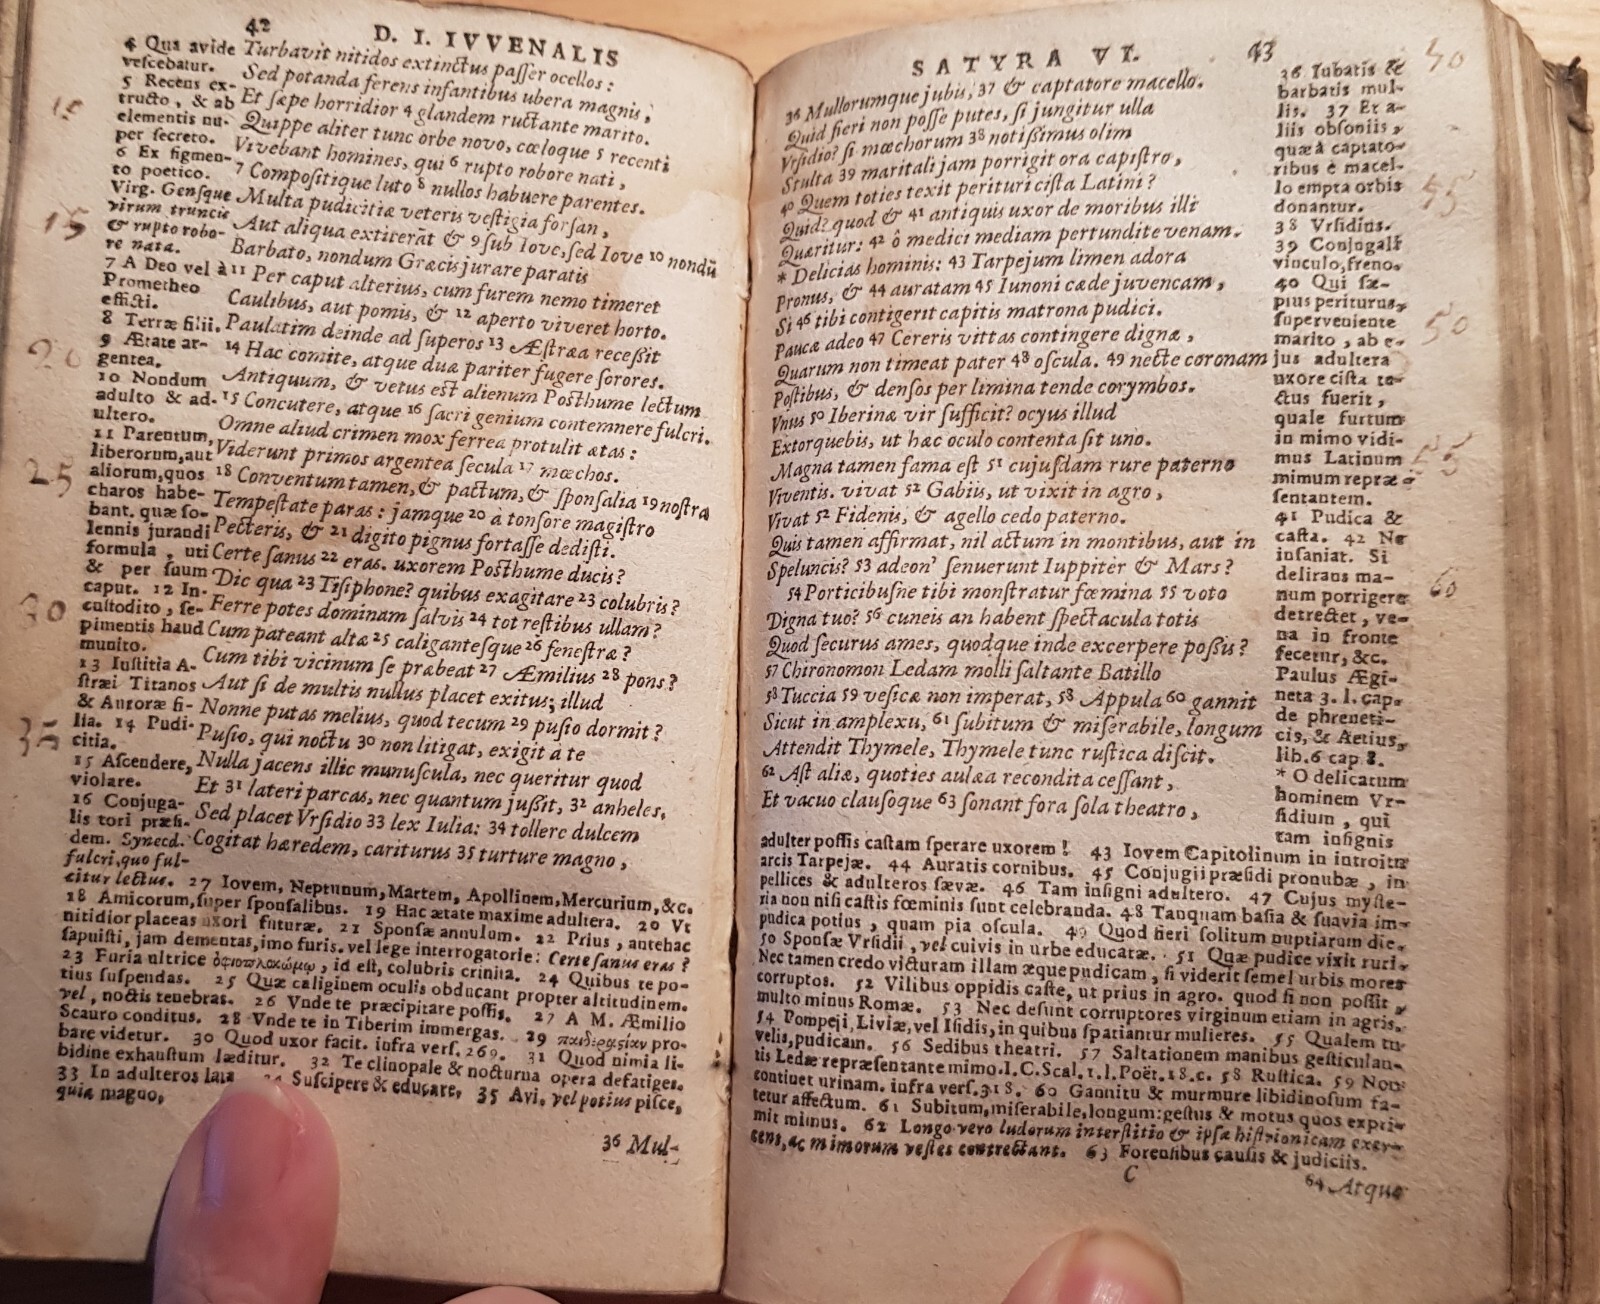 42
D. I. IVVENALIS
Turbavit nitidos extinctus paſſer ocellos:
Sed potanda ferens infantibus ubera magnis,
Et ſæpe horridior 4 glandem ructante marito.
Quippe aliter tunc orbe novo, cœloque 5 recenti
Vivebant homines, qui 6 rupto robore nati,
7 Compoſitique luto 8 nullos habuere parentes.
Multa pudicitiæ veteris veſtigia forſan,
Aut aliqua extiterāt & 9 ſub Iove, ſed Iove 10 nondū
Barbato, nondum Græcis jurare paratis
11 Per caput alterius, cum furem nemo timeret
Caulibus, aut pomis, & 12 aperto viveret horto.
Paulatim deinde ad ſuperos 13 Æſtræa receßit
14 Hac comite, atque duæ pariter fugere ſorores.
Antiquum, & vetus eſt alienum Poſthume lectum
15 Concutere, atque 16 ſacri genium contemnere fulcri.
Omne aliud crimen mox ferrea protulit ætas:
Viderunt primos argentea ſecula 17 mœchos.
18 Conventum tamen, & pactum, & ſponſalia 19 noſtra
Tempeſtate paras: jamque 20 à tonſore magiſtro
Pecteris, & 21 digito pignus fortaſſe dediſti.
Certe ſanus 22 eras. uxorem Poſthume ducis?
Dic qua 23 Tiſiphone? quibus exagitare 23 colubris?
Ferre potes dominam ſalvis 24 tot reſtibus ullam?
Cum pateant altæ 25 caliganteſque 26 feneſtræ?
Cum tibi vicinum ſe præbeat 27 Æmilius 28 pons?
Aut ſi de multis nullus placet exitus; illud
Nonne putas melius, quod tecum 29 puſio dormit?
Puſio, qui noctu 30 non litigat, exigit à te
Nulla jacens illic munuſcula, nec queritur quod
Et 31 lateri parcas, nec quantum jußit, 32 anheles.
Sed placet Vrſidio 33 lex Iulia: 34 tollere dulcem
Cogitat hæredem, cariturus 35 turture magno,
4 Qua avide
veſcebatur.
5 Recens ex-
tructo, & ab
elementis nu-
per ſecreto.
6 Ex figmen-
to poetico.
Virg. Genſque
virum truncis
& rupto robo-
re nata.
7 A Deo vel à
Prometheo
efficti.
8 Terræ filii.
9 Ætate ar-
gentea.
10 Nondum
adulto & ad-
ultero.
11 Parentum,
liberorum, aut
aliorum, quos
charos habe-
bant. quæ ſo-
lennis jurandi
formula, uti
& per ſuum
caput. 12 In-
cuſtodito, ſe-
pimentis haud
munito.
13 Iuſtitia A-
ſtræi Titanos
& Auroræ fi-
lia. 14 Pudi-
citia.
15 Aſcendere,
violare.
16 Conjuga-
lis tori præſi-
dem. Synecd.
fulcri, quo ful-
citur lectus. 27 Iovem, Neptunum, Martem, Apollinem, Mercurium, &c.
18 Amicorum, ſuper ſponſalibus. 19 Hac ætate maxime adultera. 20 Vt
nitidior placeas uxori futuræ. 21 Sponſæ annulum. 22 Prius, antehac
ſapuiſti, jam dementas, imo furis. vel lege interrogatorie: Certe ſanus eras?
23 Furia ultrice ὀφιοπλοκάμῳ, id eſt, colubris crinita. 24 Quibus te po-
tius ſuſpendas. 25 Quæ caliginem oculis obducant propter altitudinem.
vel, noctis tenebras. 26 Vnde te præcipitare poſſis. 27 A M. Æmilio
Scauro conditus. 28 Vnde te in Tiberim immergas. 29 pro-
bare videtur. 30 Quod uxor facit. infra verſ. 269. 31 Quod nimia li-
bidine exhauſtum læditur. 32 Te clinopale & nocturna opera defatiges.
33 In adulteros lata Suſcipere & educare, 35 Avi, vel potius piſce,
quia magno,
36 Mul-
15
15
20
25
30
35
SATYRA VI.
43
36 Mullorumque jubis, 37 & captatore macello.
Quid fieri non poſſe putes, ſi jungitur ulla
Vrſidio? ſi mœchorum 38 notißimus olim
Stulta 39 maritali jam porrigit ora capiſtro,
40 Quem toties texit perituri ciſta Latini?
Quid? quod & 41 antiquis uxor de moribus illi
Quæritur: 42 ô medici mediam pertundite venam.
* Delicias hominis: 43 Tarpejum limen adora
Pronus, & 44 auratam 45 Iunoni cæde juvencam,
Si 46 tibi contigerit capitis matrona pudici.
Paucæ adeo 47 Cereris vittas contingere dignæ,
Quarum non timeat pater 48 oſcula. 49 necte coronam
Poſtibus, & denſos per limina tende corymbos.
Vnus 50 Iberinæ vir ſufficit? ocyus illud
Extorquebis, ut hæc oculo contenta ſit uno.
Magna tamen fama eſt 51 cujuſdam rure paterno
Viventis. vivat 52 Gabiis, ut vixit in agro,
Vivat 52 Fidenis, & agello cedo paterno.
Quis tamen affirmat, nil actum in montibus, aut in
Speluncis? 53 adeon' ſenuerunt Iuppiter & Mars?
54 Porticibuſne tibi monſtratur fœmina 55 voto
Digna tuo? 56 cuneis an habent ſpectacula totis
Quod ſecurus ames, quodque inde excerpere poßis?
57 Chironomon Ledam molli ſaltante Batillo
58 Tuccia 59 veſicæ non imperat, 58 Appula 60 gannit
Sicut in amplexu, 61 ſubitum & miſerabile, longum
Attendit Thymele, Thymele tunc ruſtica diſcit.
62 Aſt aliæ, quoties aulæa recondita ceſſant,
Et vacuo clauſoque 63 ſonant fora ſola theatro,
36 Iubatis &
barbatis mul-
lis. 37 Et a-
liis obſoniis,
quæ à captato-
ribus è macel-
lo empta orbis
donantur.
38 Vrſidius.
39 Conjugali
vinculo, freno.
40 Qui ſæ-
pius periturus,
ſuperveniente
marito, ab e-
jus adultera
uxore ciſta te-
ctus fuerit,
quale furtum
in mimo vidi-
mus Latinum
mimum repræ-
ſentantem.
41 Pudica &
caſta. 42 Ne
inſaniat. Si
delirans ma-
num porrigere
detrectet, ve-
na in fronte
fecetur, &c.
Paulus Ægi-
neta 3. l. cap.
de phreneti-
cis, & Aetius,
lib. 6 cap 8.
* O delicatum
hominem Vr-
ſidium, qui
tam inſignis
adulter poſſis caſtam ſperare uxorem! 43 Iovem Capitolinum in introitu
arcis Tarpejæ. 44 Auratis cornibus. 45 Conjugii præſidi pronubæ, in
pellices & adulteros ſævæ. 46 Tam inſigni adultero. 47 Cujus myſte-
ria non niſi caſtis fœminis ſunt celebranda. 48 Tanquam baſia & ſuavia im-
pudica potius, quam pia oſcula. 49 Quod fieri ſolitum nuptiarum die.
50 Sponſæ Vrſidii, vel cuivis in urbe educatæ. 51 Quæ pudice vixit ruri.
Nec tamen credo victuram illam æque pudicam, ſi viderit ſemel urbis mores
corruptos. 52 Vilibus oppidis caſte, ut prius in agro. quod ſi non poſſit,
multo minus Romæ. 53 Nec deſunt corruptores virginum etiam in agris.
54 Pompeji, Liviæ, vel Iſidis, in quibus ſpatiantur mulieres. 55 Qualem tu
velis, pudicam. 56 Sedibus theatri. 57 Saltationem manibus geſticulan-
tis Ledæ repræſentante mimo. I. C. Scal. 1. l. Poët. 18. c. 58 Ruſtica. 59 Non
continet urinam. infra verſ. 318. 60 Gannitu & murmure libidinoſum fa-
tetur affectum. 61 Subitum, miſerabile, longum: geſtus & motus quos expri-
mit mimus. 62 Longo vero ludorum interſtitio & ipſæ hiſtrionicam exer-
cent, ac mimorum veſtes contrectant. 63 Forenſibus cauſis & judiciis.
C
64 Atque
40
45
50
55
60